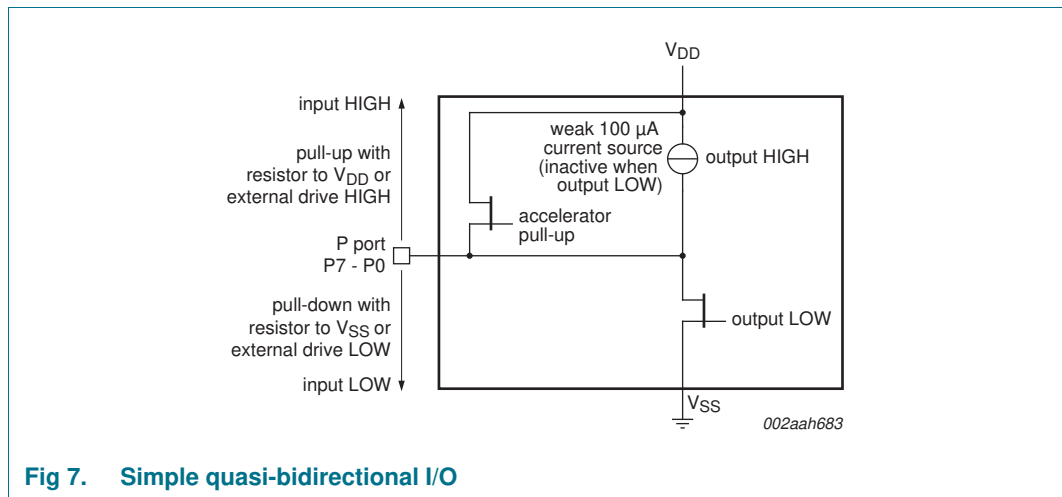 VDD
input HIGH
pull-up with
resistor to VDD or
external drive HIGH
weak 100 µA
current source
(inactive when
output LOW)
output HIGH
accelerator
pull-up
P port
P7 - P0
pull-down with
resistor to VSS or
external drive LOW
input LOW
output LOW
VSS
002aah683
Fig 7. Simple quasi-bidirectional I/O